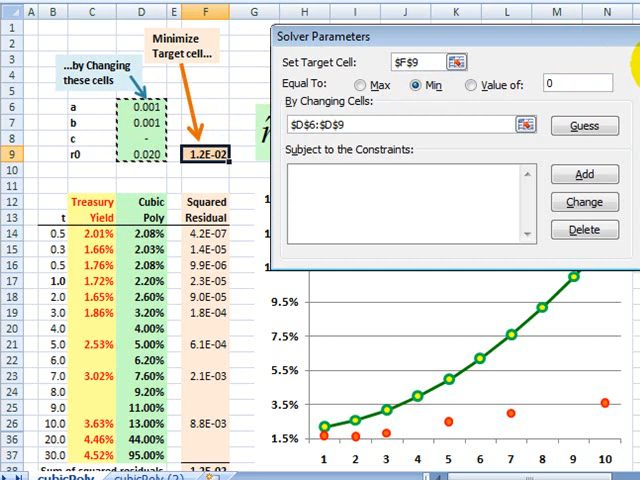 A B C D E F G H I J K L M N
1
2
3
4
5
6
7
8
9
10
11
12
13
14
15
16
17
18
19
20
21
22
23
24
25
26
36
37
38
Minimize
Target cell...
...by Changing
these cells
a 0.001
b 0.001
c -
r0 0.020 1.2E-02
Treasury Cubic Squared
t Yield Poly Residual
0.5 2.01% 2.08% 4.2E-07
0.3 1.66% 2.03% 1.4E-05
0.5 1.76% 2.08% 9.9E-06
1.0 1.72% 2.20% 2.3E-05
2.0 1.65% 2.60% 9.0E-05
3.0 1.86% 3.20% 1.8E-04
4.0 4.00%
5.0 2.53% 5.00% 6.1E-04
6.0 6.20%
7.0 3.02% 7.60% 2.1E-03
8.0 9.20%
9.0 11.00%
10.0 3.63% 13.00% 8.8E-03
20.0 4.46% 44.00%
30.0 4.52% 95.00%
Sum of squared residuals 1.2E-02
Solver Parameters
Set Target Cell: $F$9
Equal To: Max Min Value of: 0
By Changing Cells:
$D$6:$D$9 Guess
Subject to the Constraints:
Add
Change
Delete
9.5%
7.5%
5.5%
3.5%
1.5%
1 2 3 4 5 6 7 8 9 10
cubicPoly cubicPoly (2)